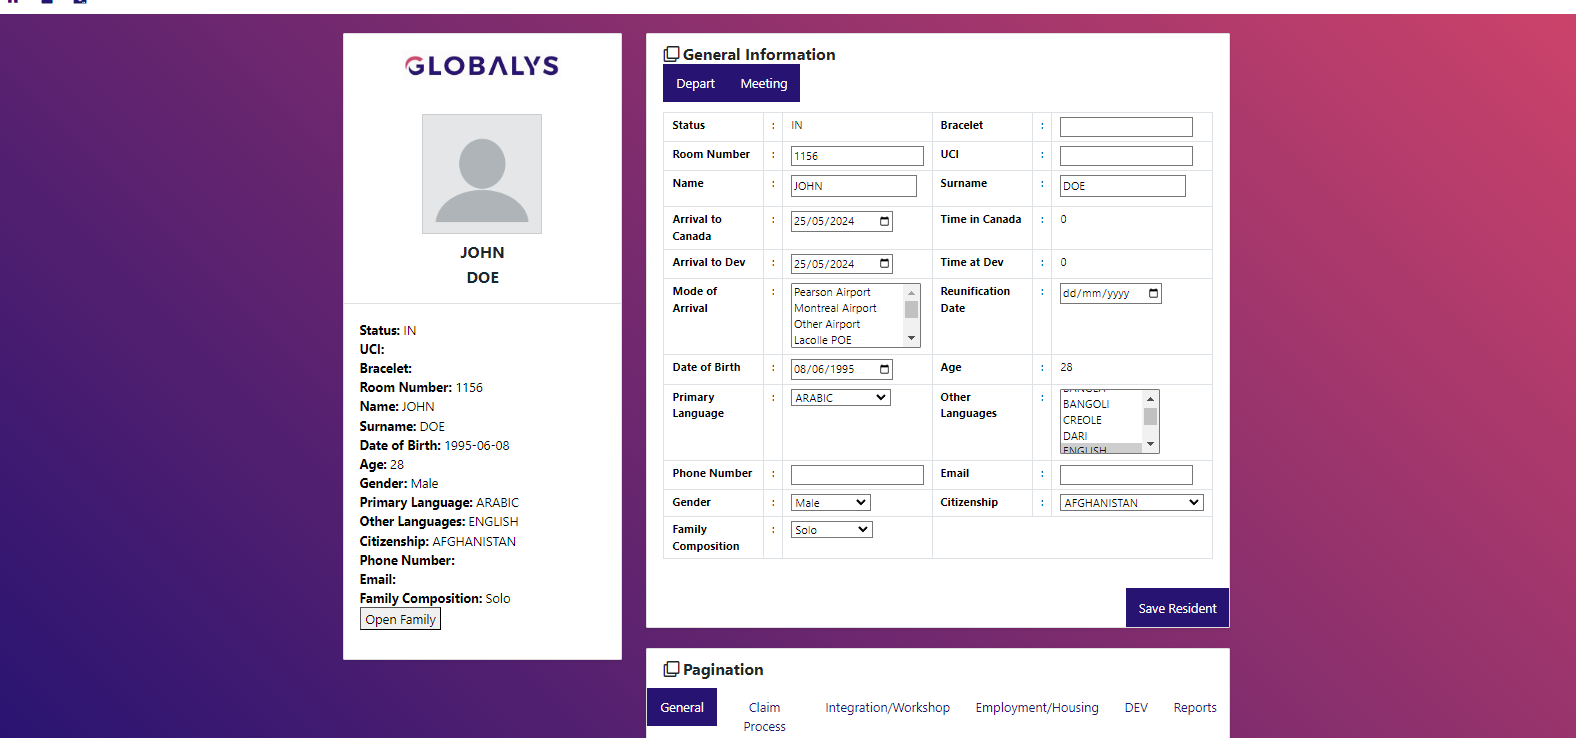 GLOBALYS
JOHN
DOE
Status: IN
UCI:
Bracelet:
Room Number: 1156
Name: JOHN
Surname: DOE
Date of Birth: 1995-06-08
Age: 28
Gender: Male
Primary Language: ARABIC
Other Languages: ENGLISH
Citizenship: AFGHANISTAN
Phone Number:
Email:
Family Composition: Solo
Open Family
General Information
Depart Meeting
Status : IN Bracelet :
Room Number : 1156 UCI :
Name : JOHN Surname : DOE
Arrival to : 25/05/2024 Time in Canada : 0
Canada
Arrival to Dev : 25/05/2024 Time at Dev : 0
Mode of : Pearson Airport Reunification : dd/mm/yyyy
Arrival Montreal Airport Date
Other Airport
Lacolle POE
Date of Birth : 08/06/1995 Age : 28
Primary : ARABIC Other :
Language Languages BANGOLI
CREOLE
DARI
ENGLISH
Phone Number : Email :
Gender : Male Citizenship : AFGHANISTAN
Family : Solo
Composition
Save Resident
Pagination
General Claim Integration/Workshop Employment/Housing DEV Reports
Process